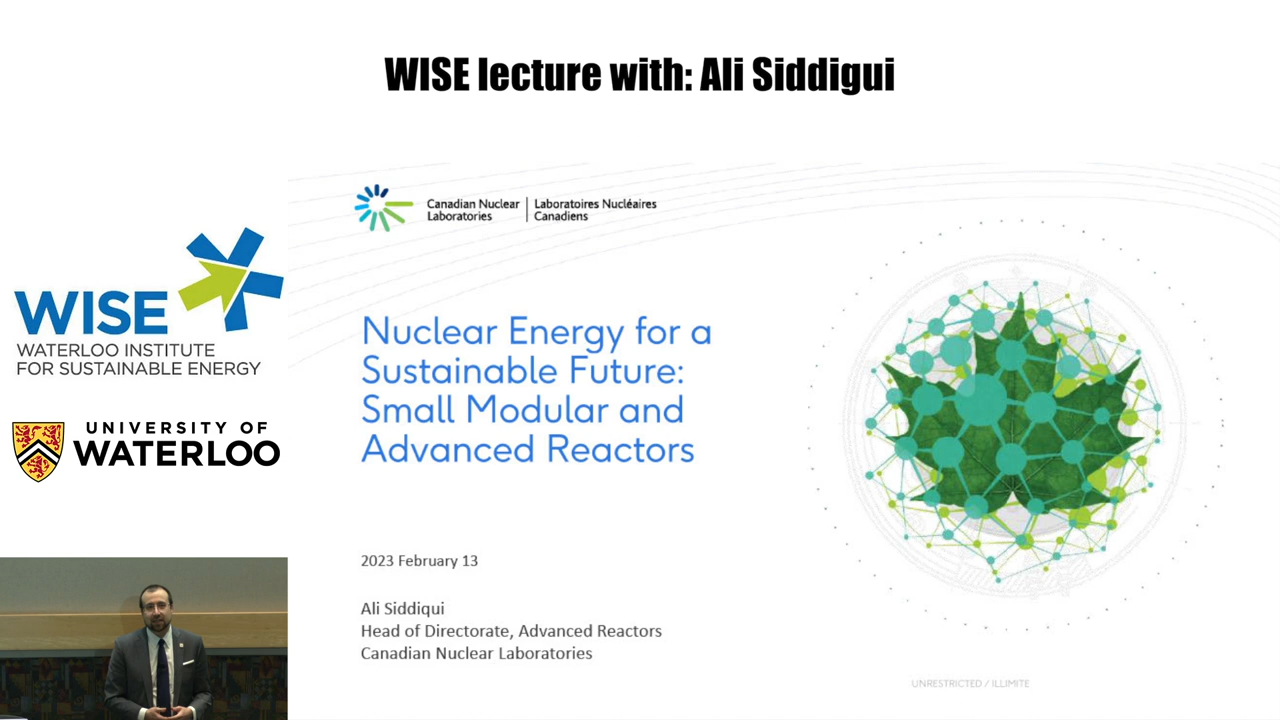 WISE lecture with: Ali Siddigui
Canadian Nuclear Laboratories
Laboratoires Nucléaires Canadiens
WISE
WATERLOO INSTITUTE
FOR SUSTAINABLE ENERGY
UNIVERSITY OF
WATERLOO
Nuclear Energy for a
Sustainable Future:
Small Modular and
Advanced Reactors
2023 February 13
Ali Siddiqui
Head of Directorate, Advanced Reactors
Canadian Nuclear Laboratories
UNRESTRICTED / ILLIMITE